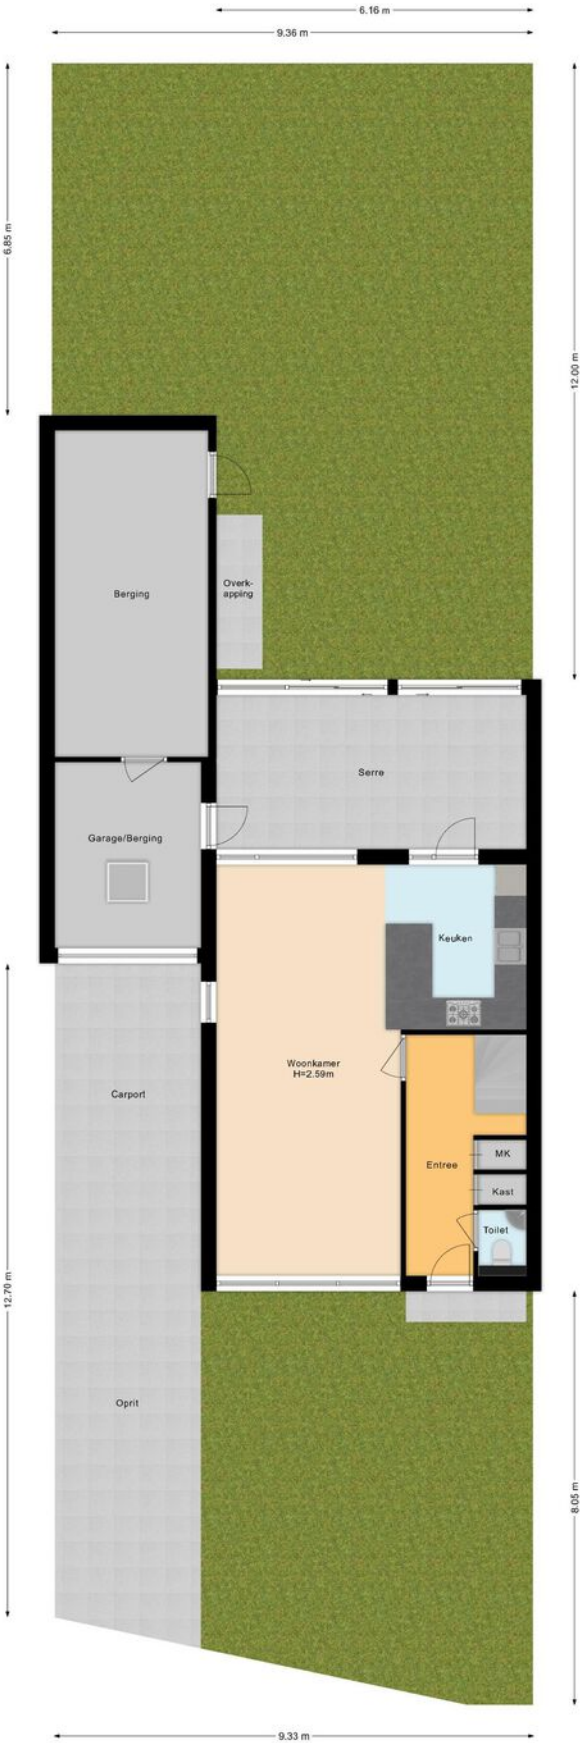 6.16 m
9.36 m
6.85 m
12.00 m
Berging
Overk-
apping
Serre
Garage/Berging
Keuken
Woonkamer
H=2.59m
Carport
MK
Entree
Kast
Toilet
12.70 m
Oprit
8.05 m
9.33 m